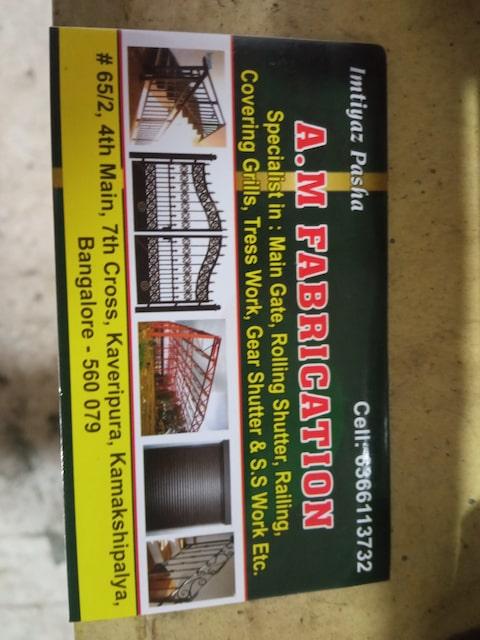 Imtiyaz Pasha
Cell: 6366113732
A.M FABRICATION
Specialist in : Main Gate, Rolling Shutter, Railing,
Covering Grills, Tress Work, Gear Shutter & S.S Work Etc.
# 65/2, 4th Main, 7th Cross, Kaveripura, Kamakshipalya,
Bangalore - 560 079